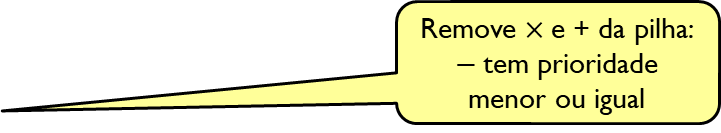 Remove × e + da pilha:
– tem prioridade
menor ou igual